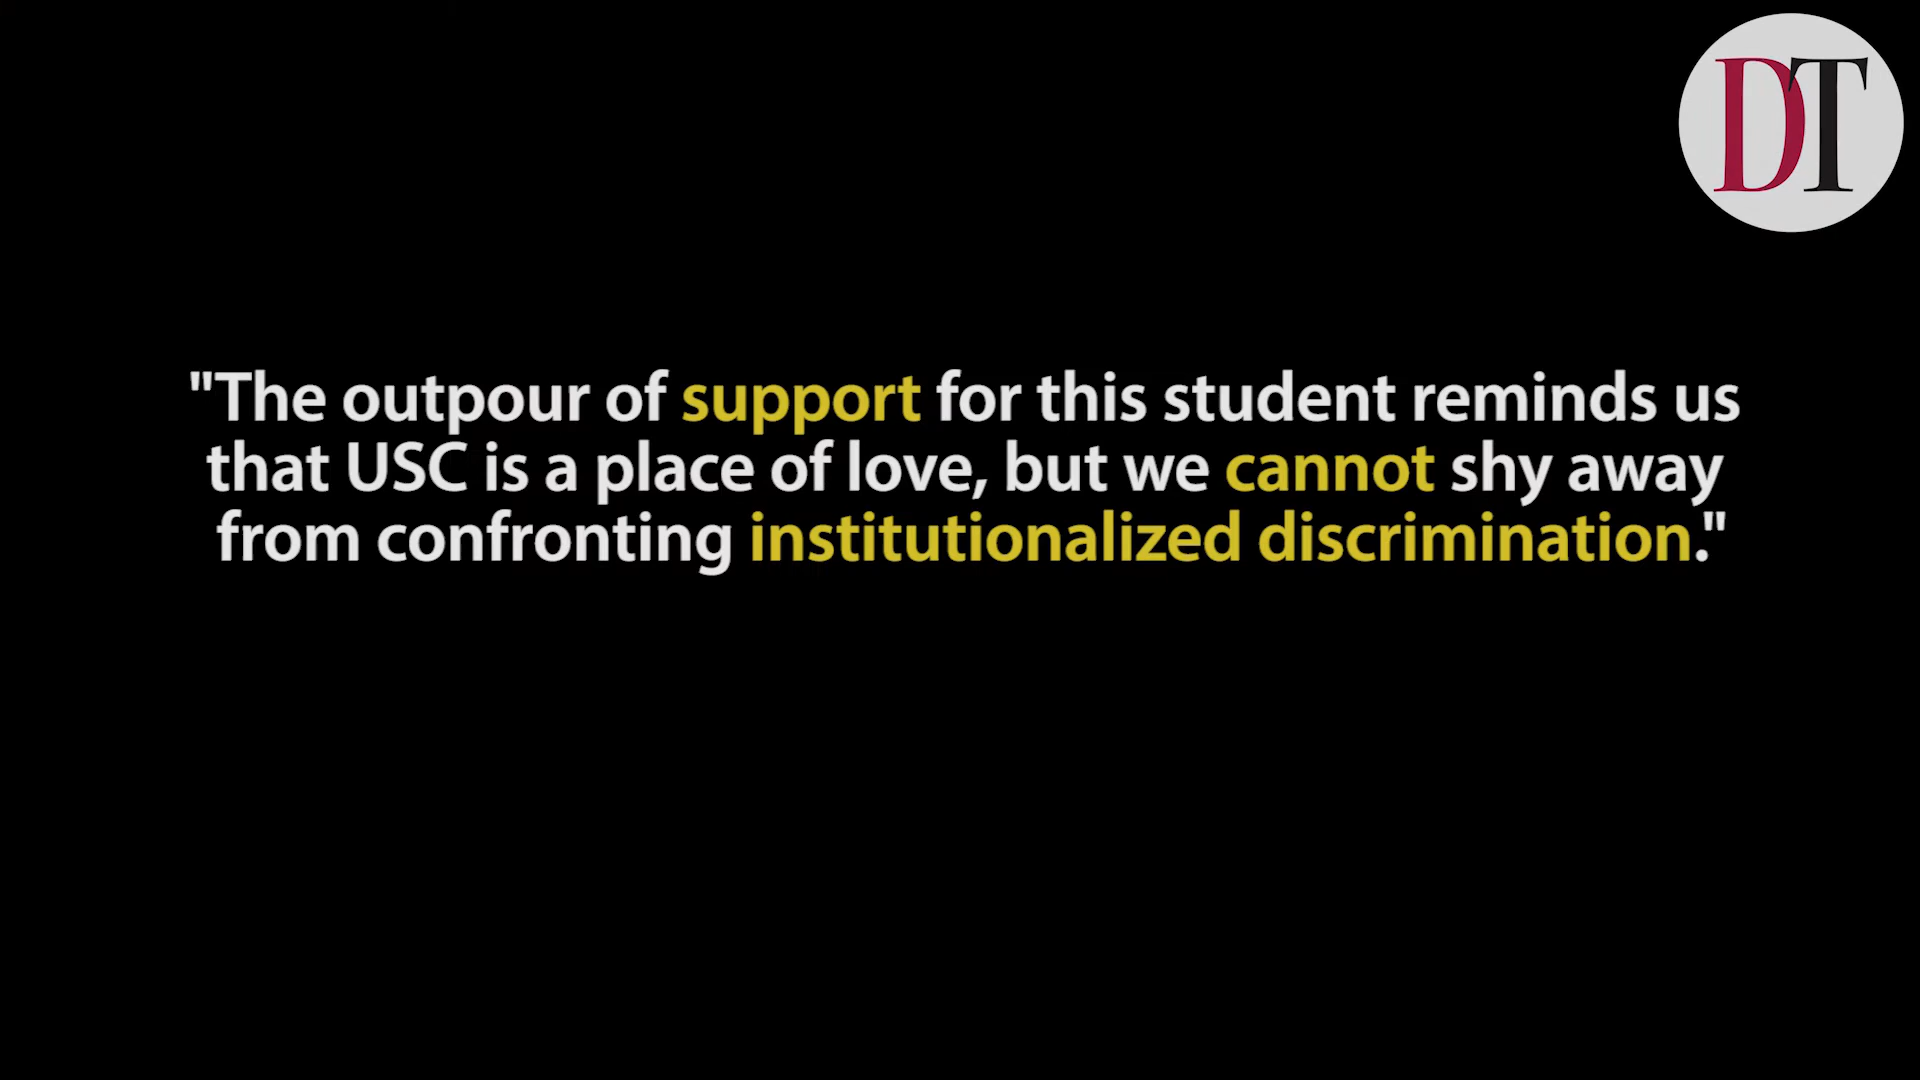 DT
"The outpour of support for this student reminds us
that USC is a place of love, but we cannot shy away
from confronting institutionalized discrimination."